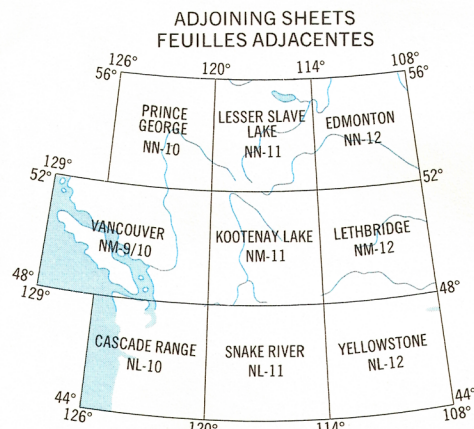 ADJOINING SHEETS
FEUILLES ADJACENTES
126° 120° 114° 108°
56° 56°
PRINCE GEORGE NN-10
LESSER SLAVE LAKE NN-11
EDMONTON NN-12
129°
52° 52°
VANCOUVER NM-9/10
KOOTENAY LAKE NM-11
LETHBRIDGE NM-12
48° 48°
129°
CASCADE RANGE NL-10
SNAKE RIVER NL-11
YELLOWSTONE NL-12
44° 44°
126° 120° 114° 108°